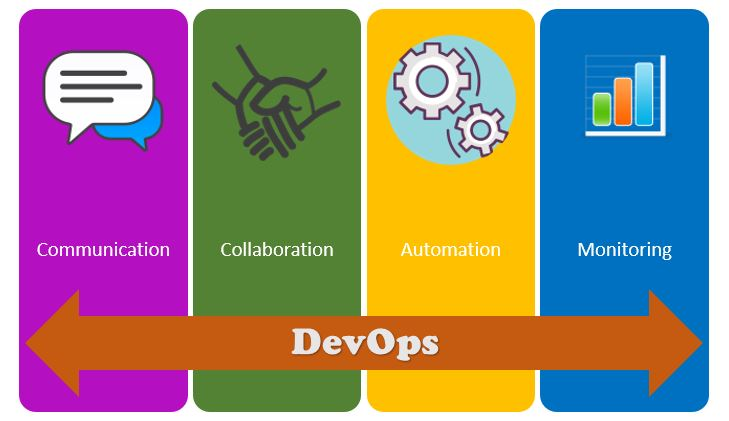 Communication
Collaboration
Automation
Monitoring
DevOps